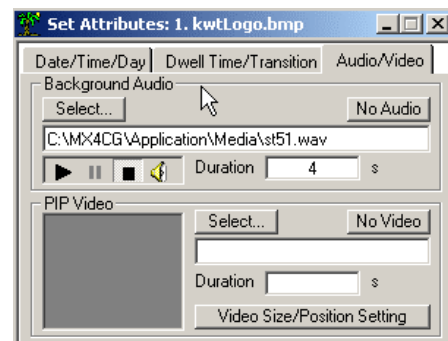 Set Attributes: 1. kwtLogo.bmp
Date/Time/Day Dwell Time/Transition Audio/Video
Background Audio
Select... No Audio
C:\MX4CG\Application\Media\st51.wav
Duration 4 s
PIP Video
Select... No Video
Duration s
Video Size/Position Setting